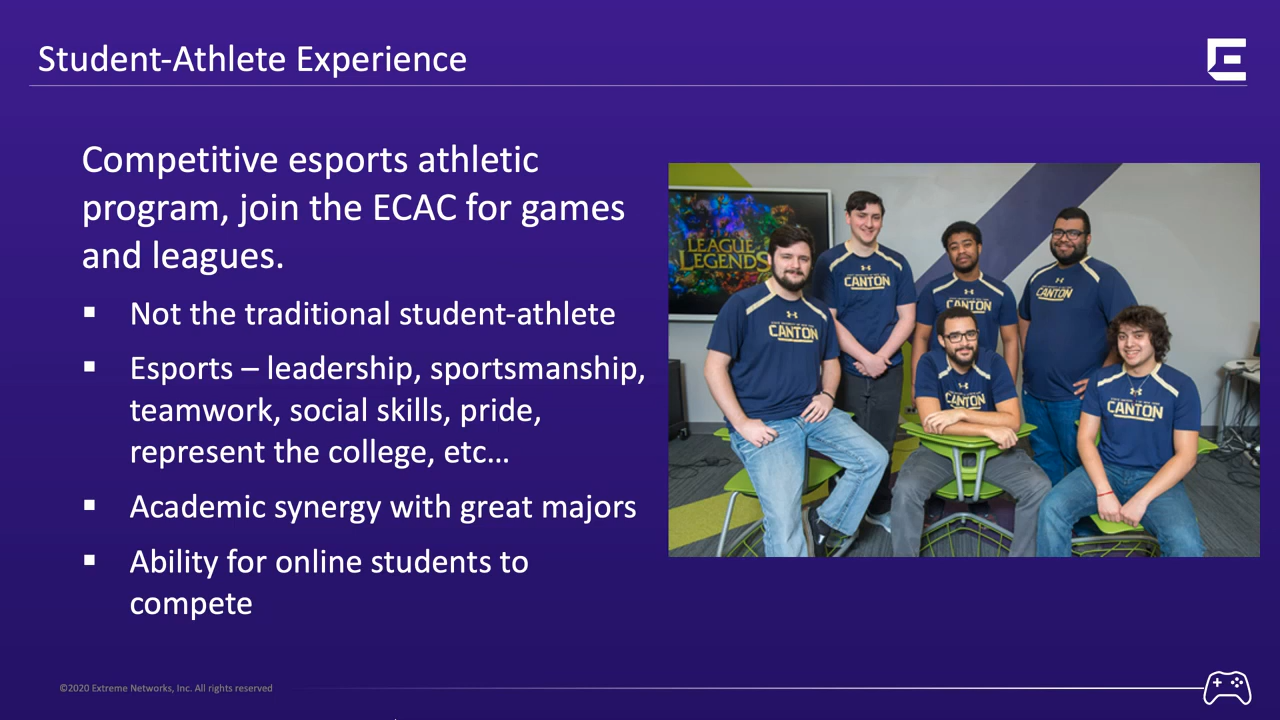 Student-Athlete Experience
Competitive esports athletic
program, join the ECAC for games
and leagues.
▪ Not the traditional student-athlete
▪ Esports – leadership, sportsmanship,
teamwork, social skills, pride,
represent the college, etc…
▪ Academic synergy with great majors
▪ Ability for online students to
compete
LEAGUE
LEGENDS
CANTON
CANTON
CANTON
CANTON
CANTON
CANTON
©2020 Extreme Networks, Inc. All rights reserved